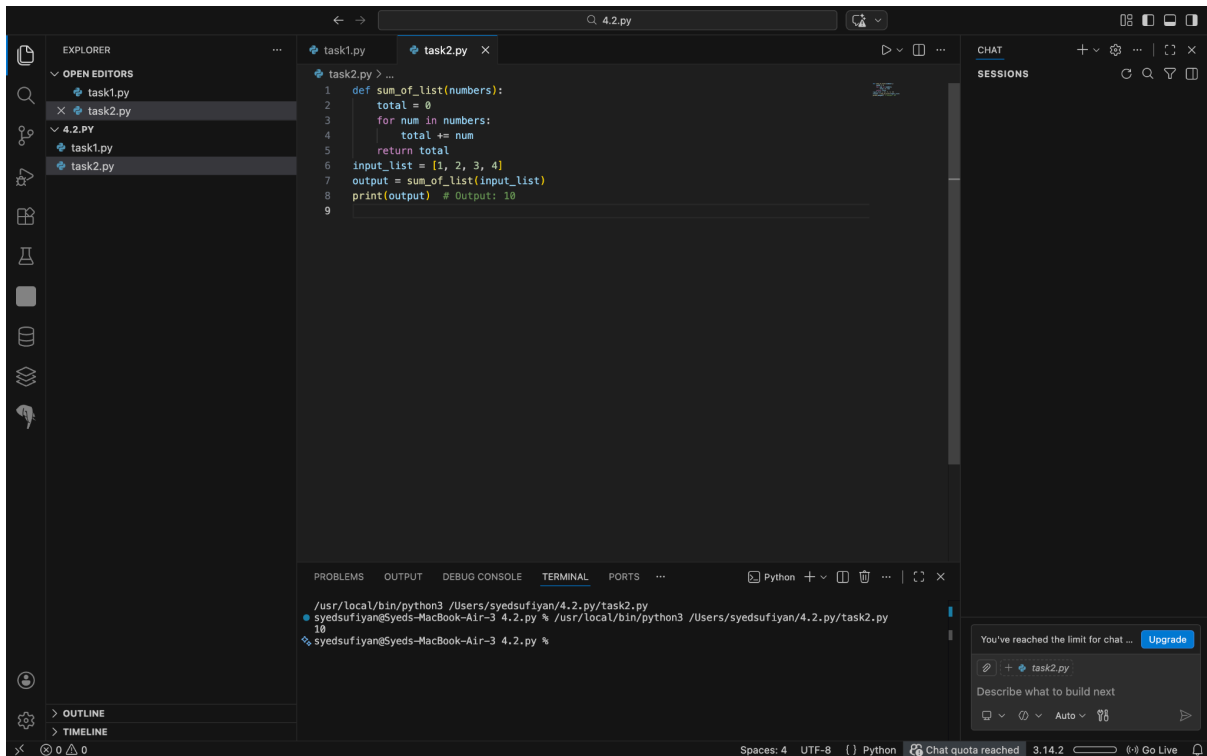 4.2.py
EXPLORER
OPEN EDITORS
task1.py
task2.py
4.2.PY
task1.py
task2.py
OUTLINE
TIMELINE
task1.py
task2.py
task2.py > ...
1 def sum_of_list(numbers):
2     total = 0
3     for num in numbers:
4         total += num
5     return total
6 input_list = [1, 2, 3, 4]
7 output = sum_of_list(input_list)
8 print(output)  # Output: 10
9
PROBLEMS OUTPUT DEBUG CONSOLE TERMINAL PORTS ... Python
/usr/local/bin/python3 /Users/syedsufiyan/4.2.py/task2.py
syedsufiyan@Syeds-MacBook-Air-3 4.2.py % /usr/local/bin/python3 /Users/syedsufiyan/4.2.py/task2.py
10
syedsufiyan@Syeds-MacBook-Air-3 4.2.py %
CHAT
SESSIONS
You've reached the limit for chat ... Upgrade
task2.py
Describe what to build next
Auto
0 0 Spaces: 4 UTF-8 {} Python Chat quota reached 3.14.2 Go Live